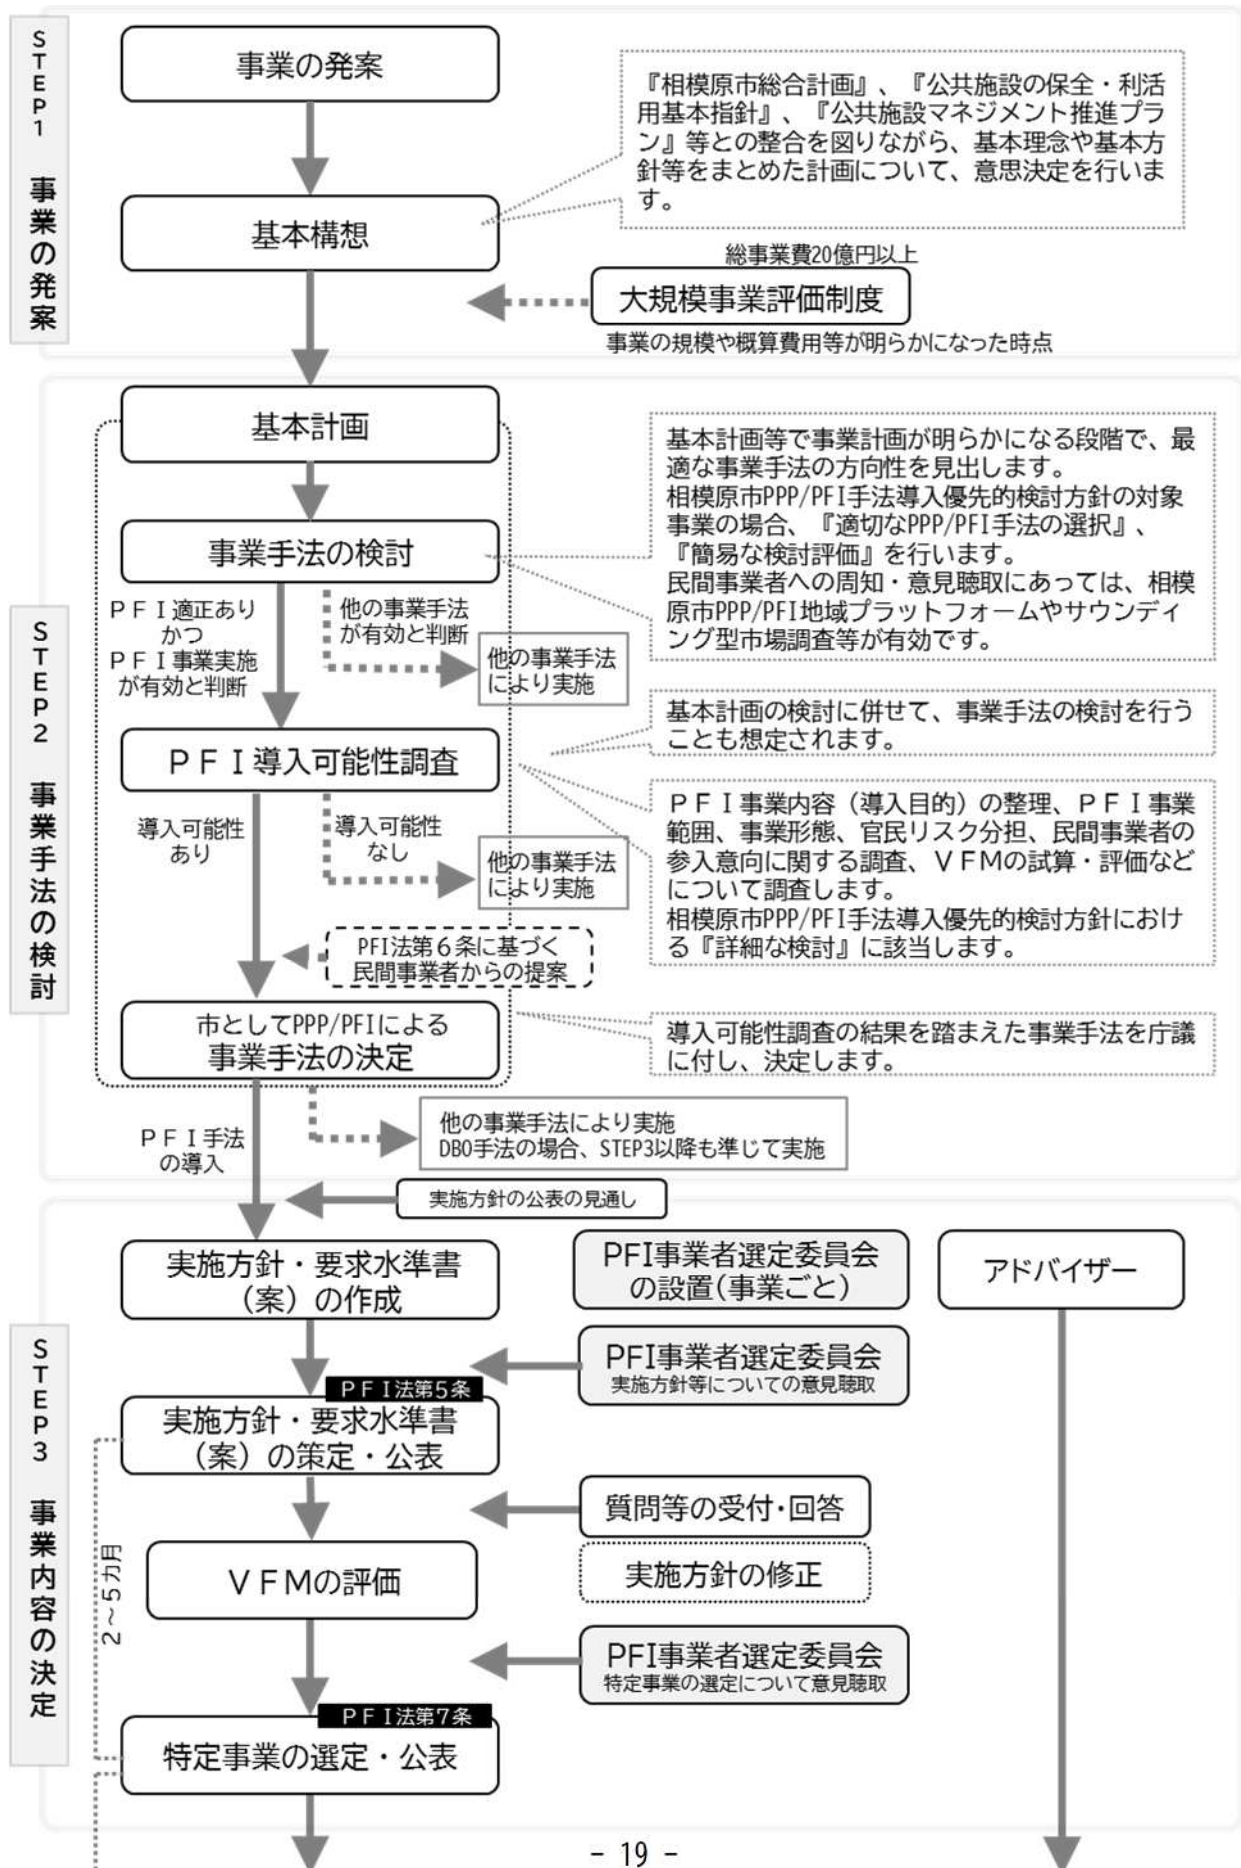 STEP1 事業の発案
事業の発案
『相模原市総合計画』、『公共施設の保全・利活
用基本指針』、『公共施設マネジメント推進プラ
ン』等との整合を図りながら、基本理念や基本方
針等をまとめた計画について、意思決定を行いま
す。
基本構想
総事業費20億円以上
大規模事業評価制度
事業の規模や概算費用等が明らかになった時点
STEP2 事業手法の検討
基本計画
基本計画等で事業計画が明らかになる段階で、最
適な事業手法の方向性を見出します。
相模原市PPP/PFI手法導入優先的検討方針の対象
事業の場合、『適切なPPP/PFI手法の選択』、
『簡易な検討評価』を行います。
民間事業者への周知・意見聴取にあっては、相模
原市PPP/PFI地域プラットフォームやサウンディ
ング型市場調査等が有効です。
事業手法の検討
ＰＦＩ適正あり
かつ
ＰＦＩ事業実施
が有効と判断
他の事業手法
が有効と判断
他の事業手法
により実施
基本計画の検討に併せて、事業手法の検討を行う
ことも想定されます。
ＰＦＩ導入可能性調査
ＰＦＩ事業内容（導入目的）の整理、ＰＦＩ事業
範囲、事業形態、官民リスク分担、民間事業者の
参入意向に関する調査、ＶＦＭの試算・評価など
について調査します。
相模原市PPP/PFI手法導入優先的検討方針におけ
る『詳細な検討』に該当します。
導入可能性
あり
導入可能性
なし
他の事業手法
により実施
PFI法第６条に基づく
民間事業者からの提案
市としてPPP/PFIによる
事業手法の決定
導入可能性調査の結果を踏まえた事業手法を庁議
に付し、決定します。
ＰＦＩ手法
の導入
他の事業手法により実施
DBO手法の場合、STEP3以降も準じて実施
実施方針の公表の見通し
STEP3 事業内容の決定
実施方針・要求水準書
（案）の作成
PFI事業者選定委員会
の設置(事業ごと)
アドバイザー
PFI事業者選定委員会
実施方針等についての意見聴取
ＰＦＩ法第5条
実施方針・要求水準書
（案）の策定・公表
質問等の受付・回答
実施方針の修正
２～５カ月
ＶＦＭの評価
PFI事業者選定委員会
特定事業の選定について意見聴取
ＰＦＩ法第7条
特定事業の選定・公表
- 19 -